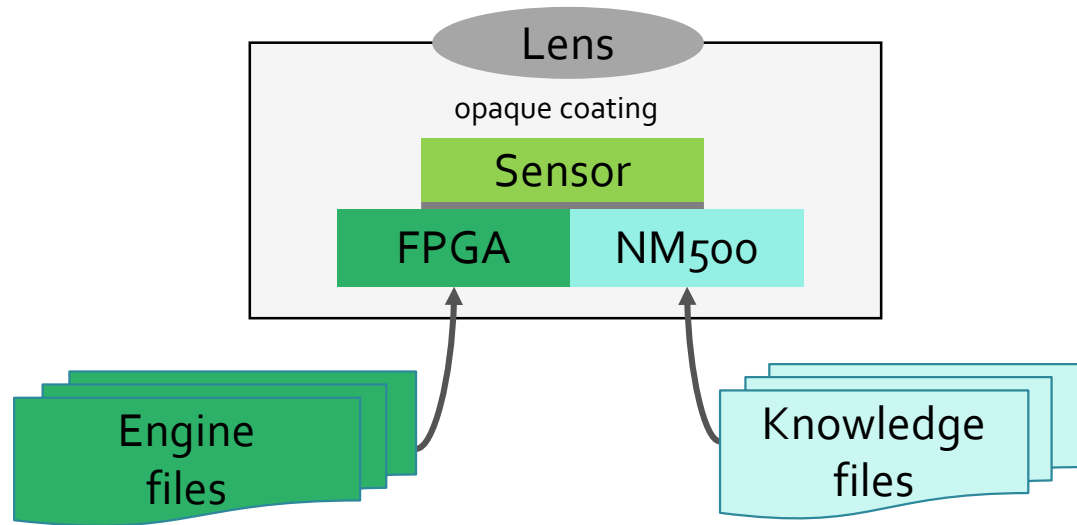 Lens
opaque coating
Sensor
FPGA
NM500
Engine
files
Knowledge
files